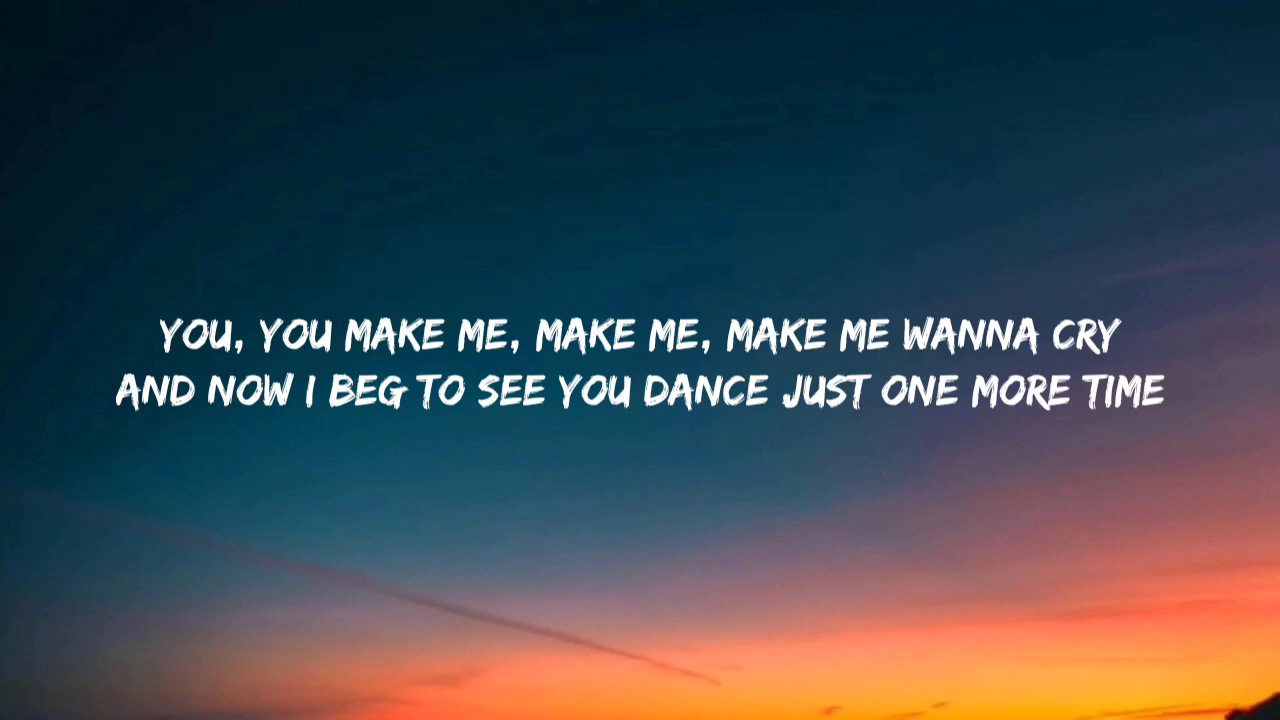 YOU, YOU MAKE ME, MAKE ME, MAKE ME WANNA CRY
AND NOW I BEG TO SEE YOU DANCE JUST ONE MORE TIME